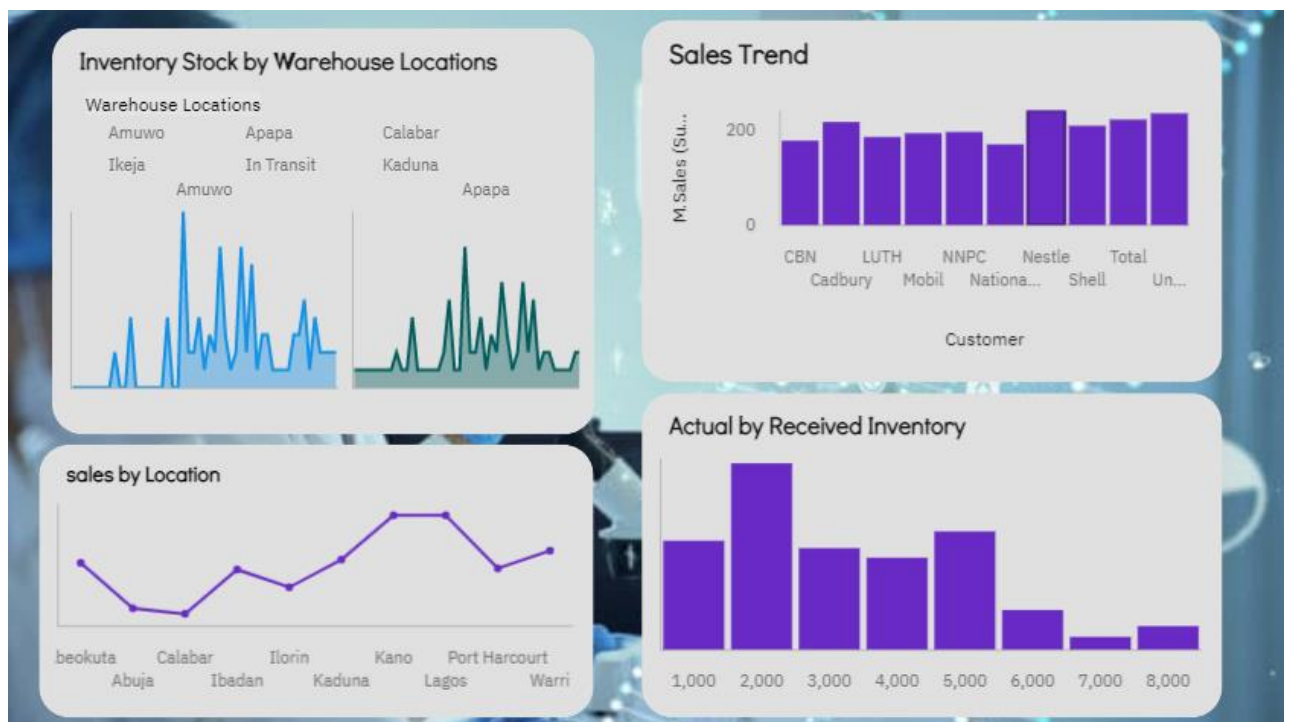 Inventory Stock by Warehouse Locations
Warehouse Locations
Amuwo Apapa Calabar
Ikeja In Transit Kaduna
Amuwo Apapa
Sales Trend
M.Sales (Su...
200
0
CBN LUTH NNPC Nestle Total
Cadbury Mobil Nationa... Shell Un...
Customer
sales by Location
beokuta Calabar Ilorin Kano Port Harcourt
Abuja Ibadan Kaduna Lagos Warri
Actual by Received Inventory
1,000 2,000 3,000 4,000 5,000 6,000 7,000 8,000